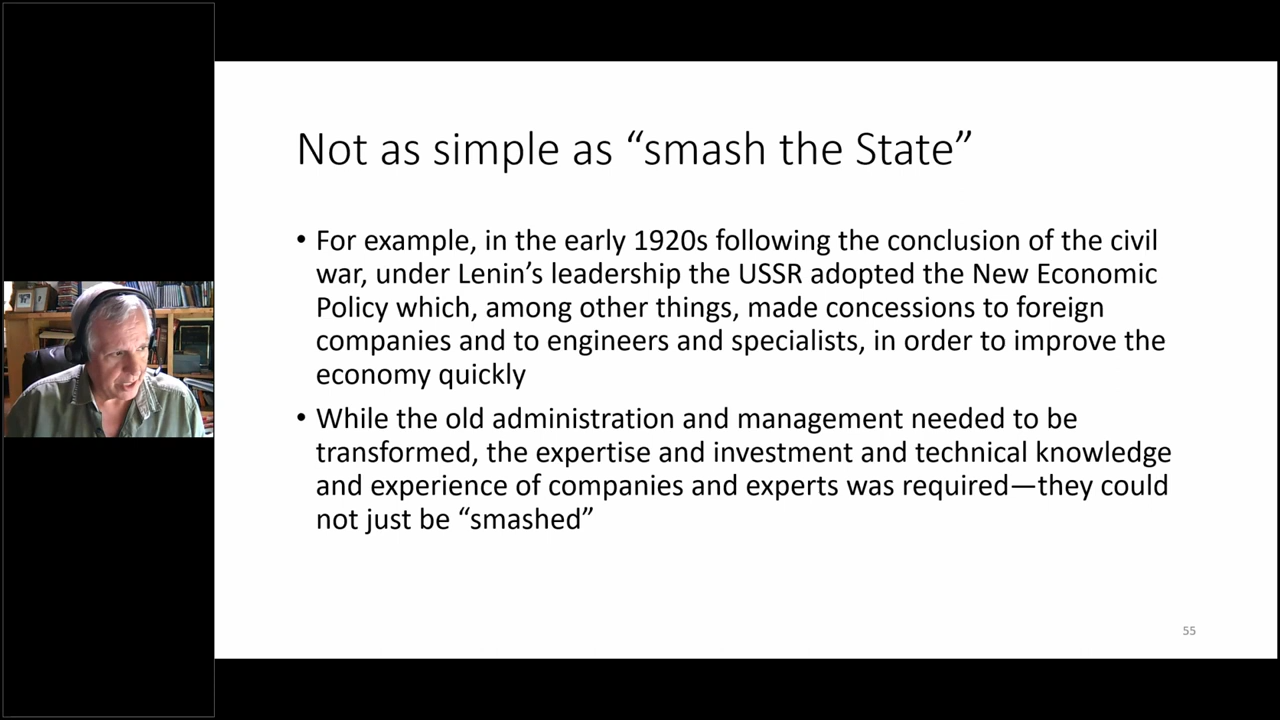 Not as simple as “smash the State”
• For example, in the early 1920s following the conclusion of the civil
war, under Lenin’s leadership the USSR adopted the New Economic
Policy which, among other things, made concessions to foreign
companies and to engineers and specialists, in order to improve the
economy quickly
• While the old administration and management needed to be
transformed, the expertise and investment and technical knowledge
and experience of companies and experts was required—they could
not just be “smashed”
55